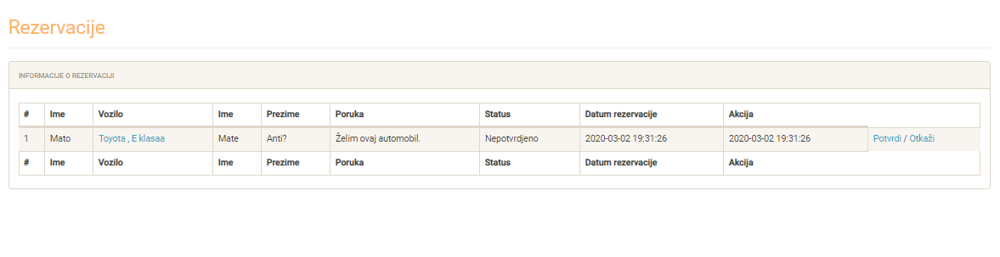 Rezervacije
INFORMACIJE O REZERVACIJI
# Ime Vozilo Ime Prezime Poruka Status Datum rezervacije Akcija
1 Mato Toyota , E klasaa Mate Anti? Želim ovaj automobil. Nepotvrdjeno 2020-03-02 19:31:26 2020-03-02 19:31:26 Potvrdi / Otkaži
# Ime Vozilo Ime Prezime Poruka Status Datum rezervacije Akcija